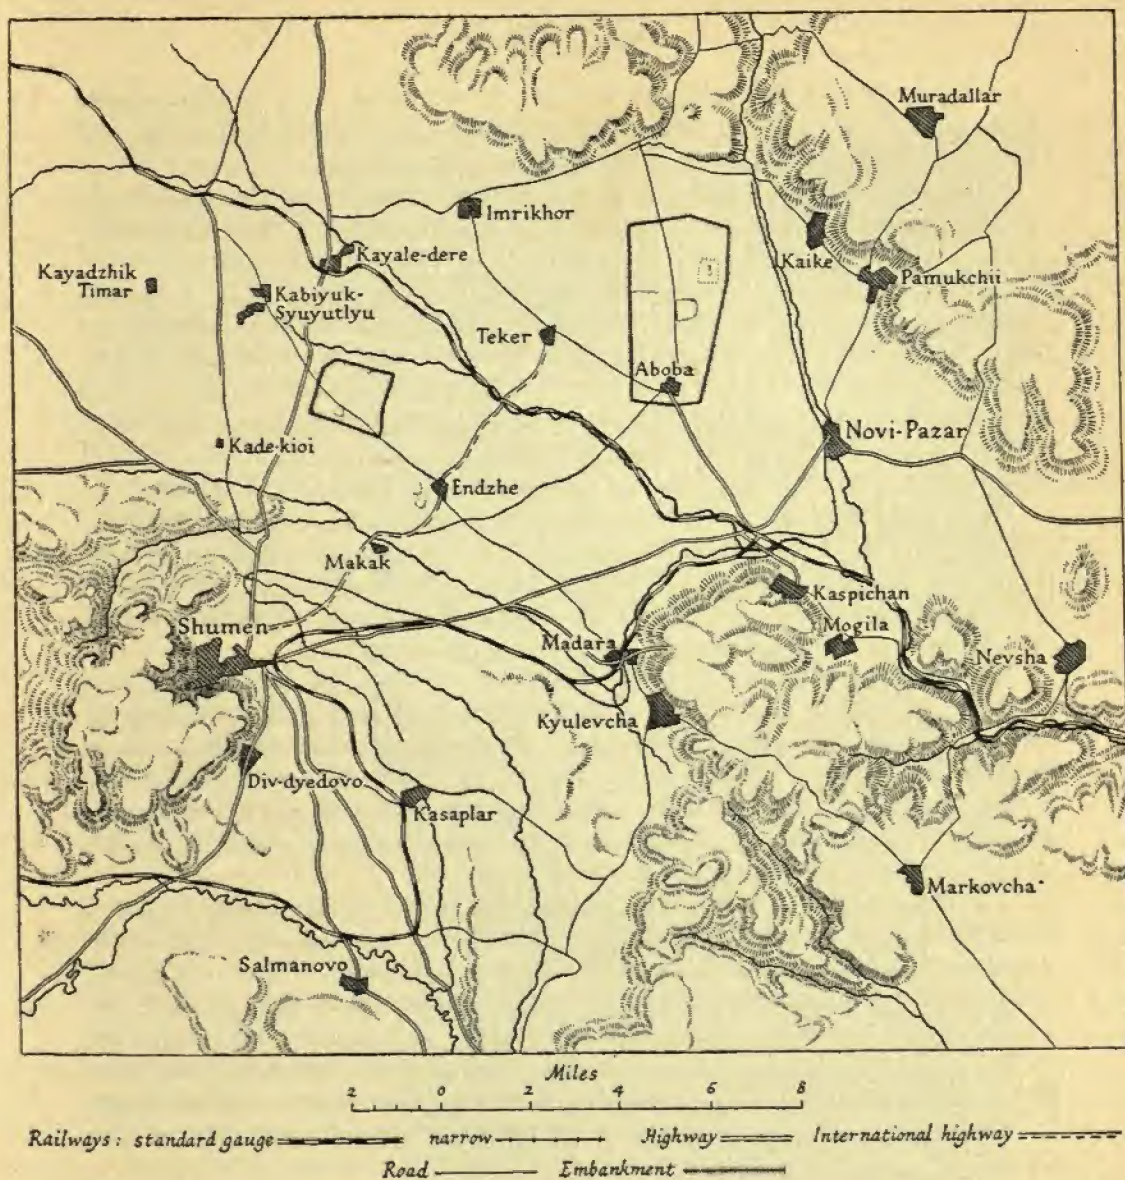 Muradallar
Imrikhor
Kayale-dere
Kaike
Pamukchii
Kayadzhik
Timar
Kabiyuk-
Syuyutlyu
Teker
Aboba
Novi-Pazar
Kade-kioi
Endzhe
Makak
Kaspichan
Shumen
Madara
Mogila
Nevsha
Kyulevcha
Div-dyedovo
Kasaplar
Markovcha
Salmanovo
Miles
2 0 2 4 6 8
Railways: standard gauge narrow Highway International highway
Road Embankment